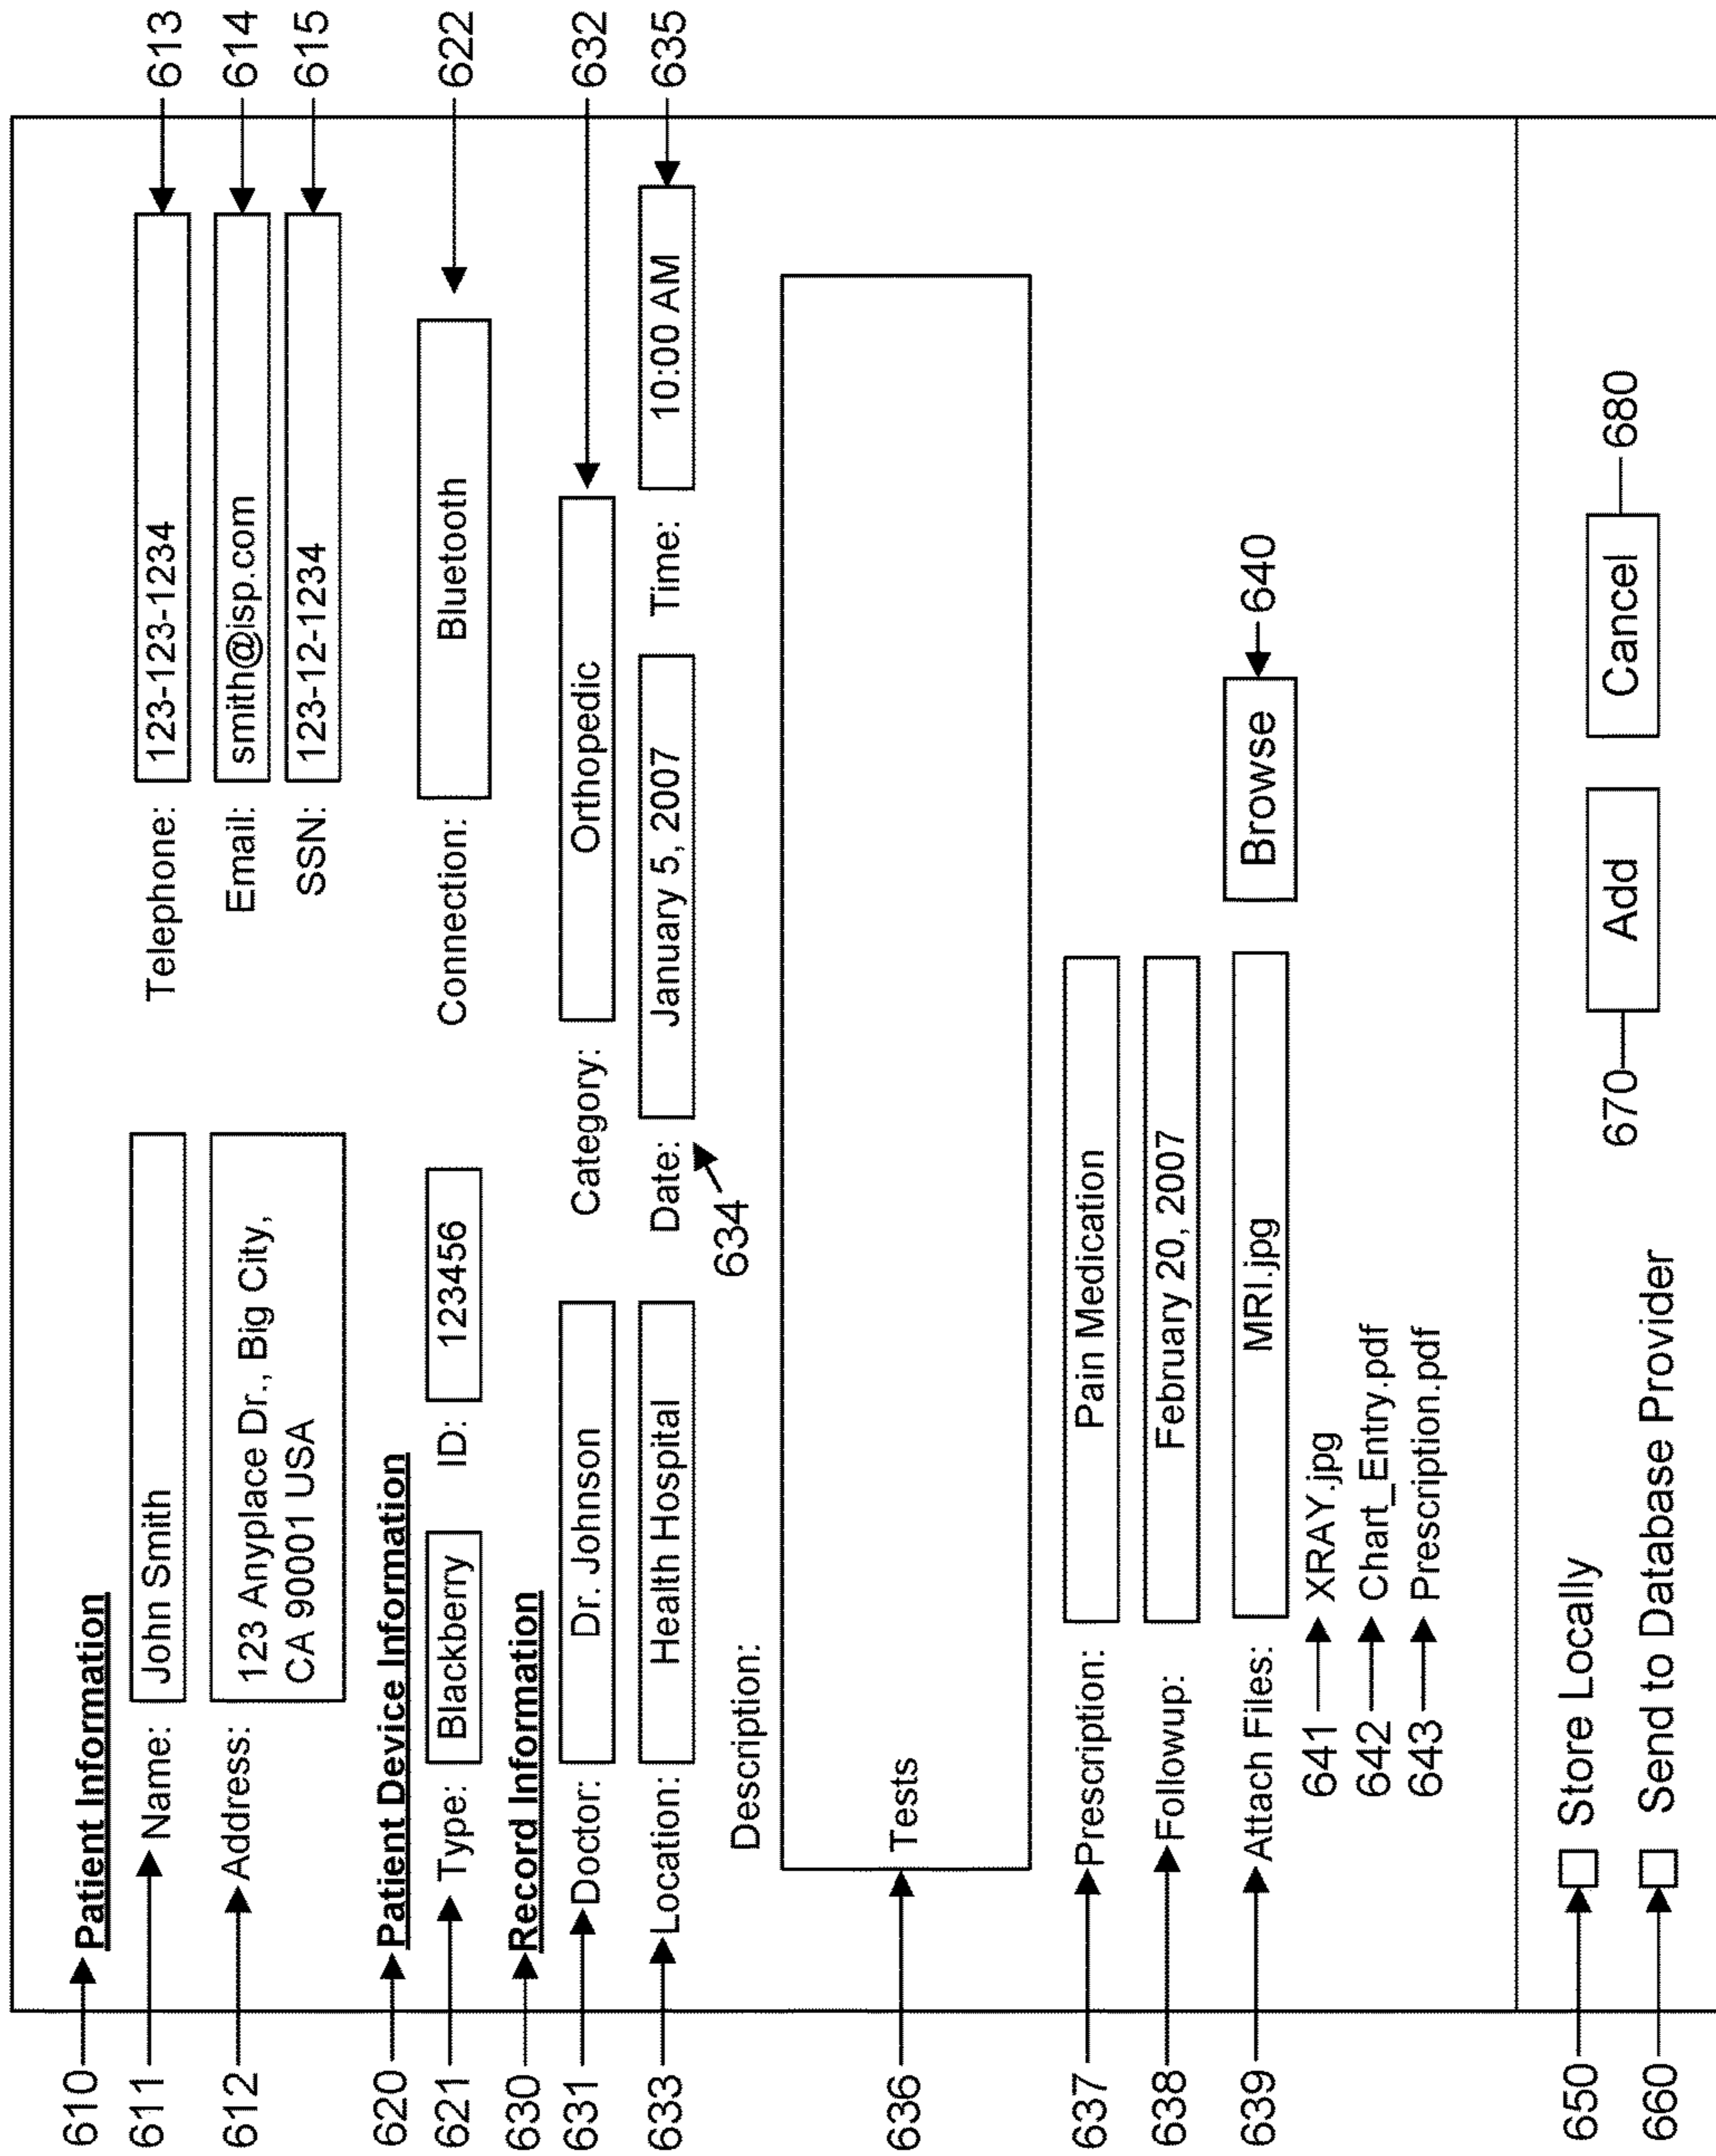 610 Patient Information
611 Name: John Smith Telephone: 123-123-1234 613
612 Address: 123 Anyplace Dr., Big City, Email: smith@isp.com 614
CA 90001 USA SSN: 123-12-1234 615
620 Patient Device Information
621 Type: Blackberry ID: 123456 Connection: Bluetooth 622
630 Record Information
631 Doctor: Dr. Johnson Category: Orthopedic 632
633 Location: Health Hospital Date: January 5, 2007 Time: 10:00 AM 635
634
Description:
636 Tests
637 Prescription: Pain Medication
638 Followup: February 20, 2007
639 Attach Files: MRI.jpg Browse 640
641 XRAY.jpg
642 Chart_Entry.pdf
643 Prescription.pdf
650 Store Locally
670 Add Cancel 680
660 Send to Database Provider